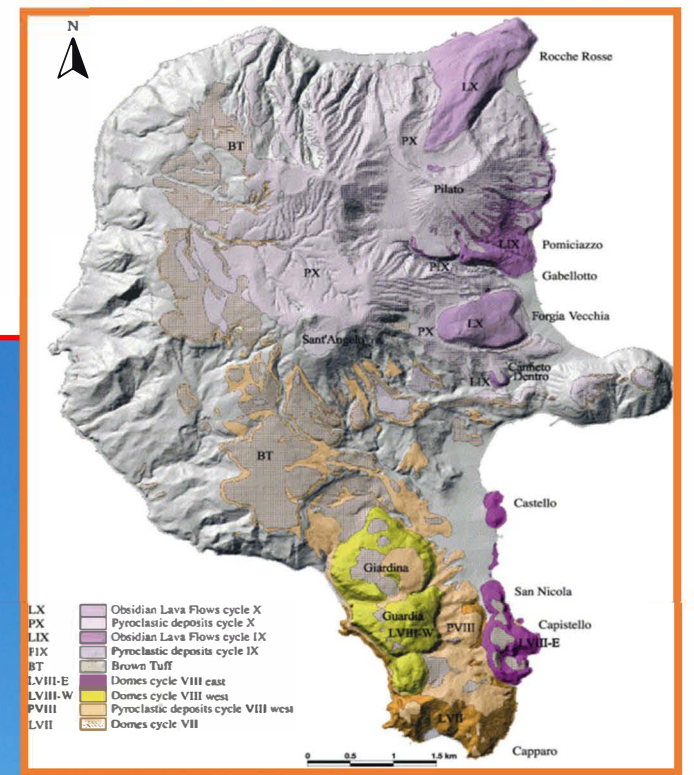 N
Rocche Rosse
LX
PX
BT
Pilato
LIX
Pomiciazzo
PIX
Gabellotto
PX
Forgia Vecchia
LX
PX
Sant'Angelo
Canneto
Dentro
LIX
BT
Castello
Giardina
San Nicola
Guardia
LVIII-W
PVIII
Capistello
LVIII-E
LVII
Capparo
LX Obsidian Lava Flows cycle X
PX Pyroclastic deposits cycle X
LIX Obsidian Lava Flows cycle IX
PIX Pyroclastic deposits cycle IX
BT Brown Tuff
LVIII-E Domes cycle VIII east
LVIII-W Domes cycle VIII west
PVIII Pyroclastic deposits cycle VIII west
LVII Domes cycle VII
0 0.5 1 1.5 km